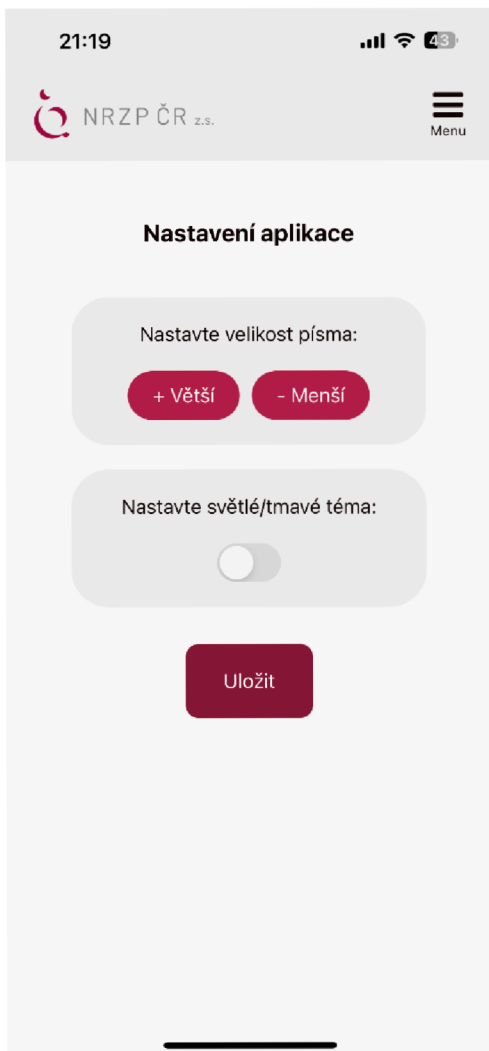 21:19
43
NRZP ČR z.s.
Menu
Nastavení aplikace
Nastavte velikost písma:
+ Větší
- Menší
Nastavte světlé/tmavé téma:
Uložit